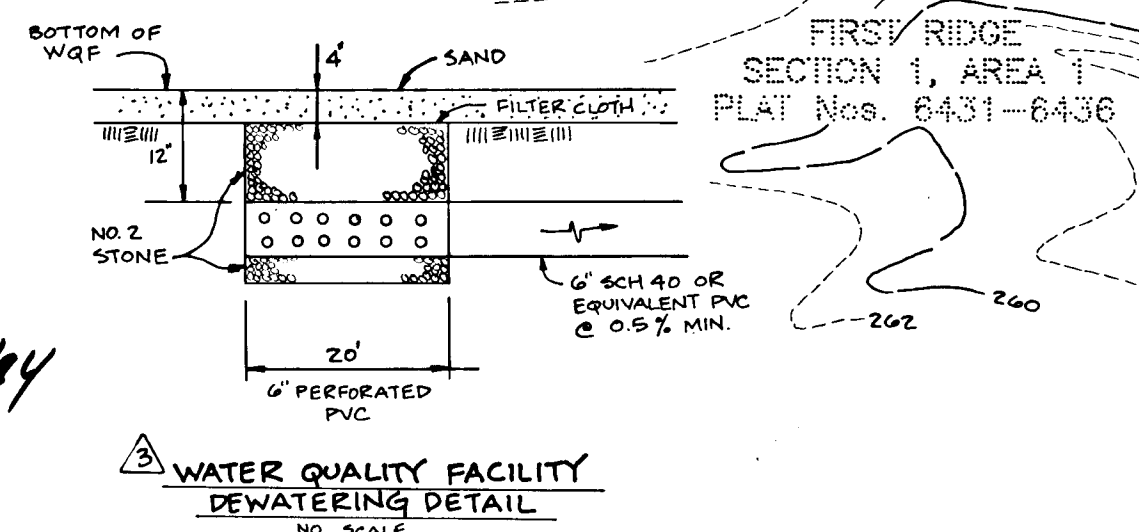 BOTTOM OF
WQF
4"
SAND
FIRST RIDGE
SECTION 1, AREA 1
PLAT Nos. 6431-6436
FILTER CLOTH
12"
NO. 2
STONE
6" SCH 40 OR
EQUIVALENT PVC
@ 0.5% MIN.
260
262
20'
6" PERFORATED
PVC
3
WATER QUALITY FACILITY
DEWATERING DETAIL
NO SCALE